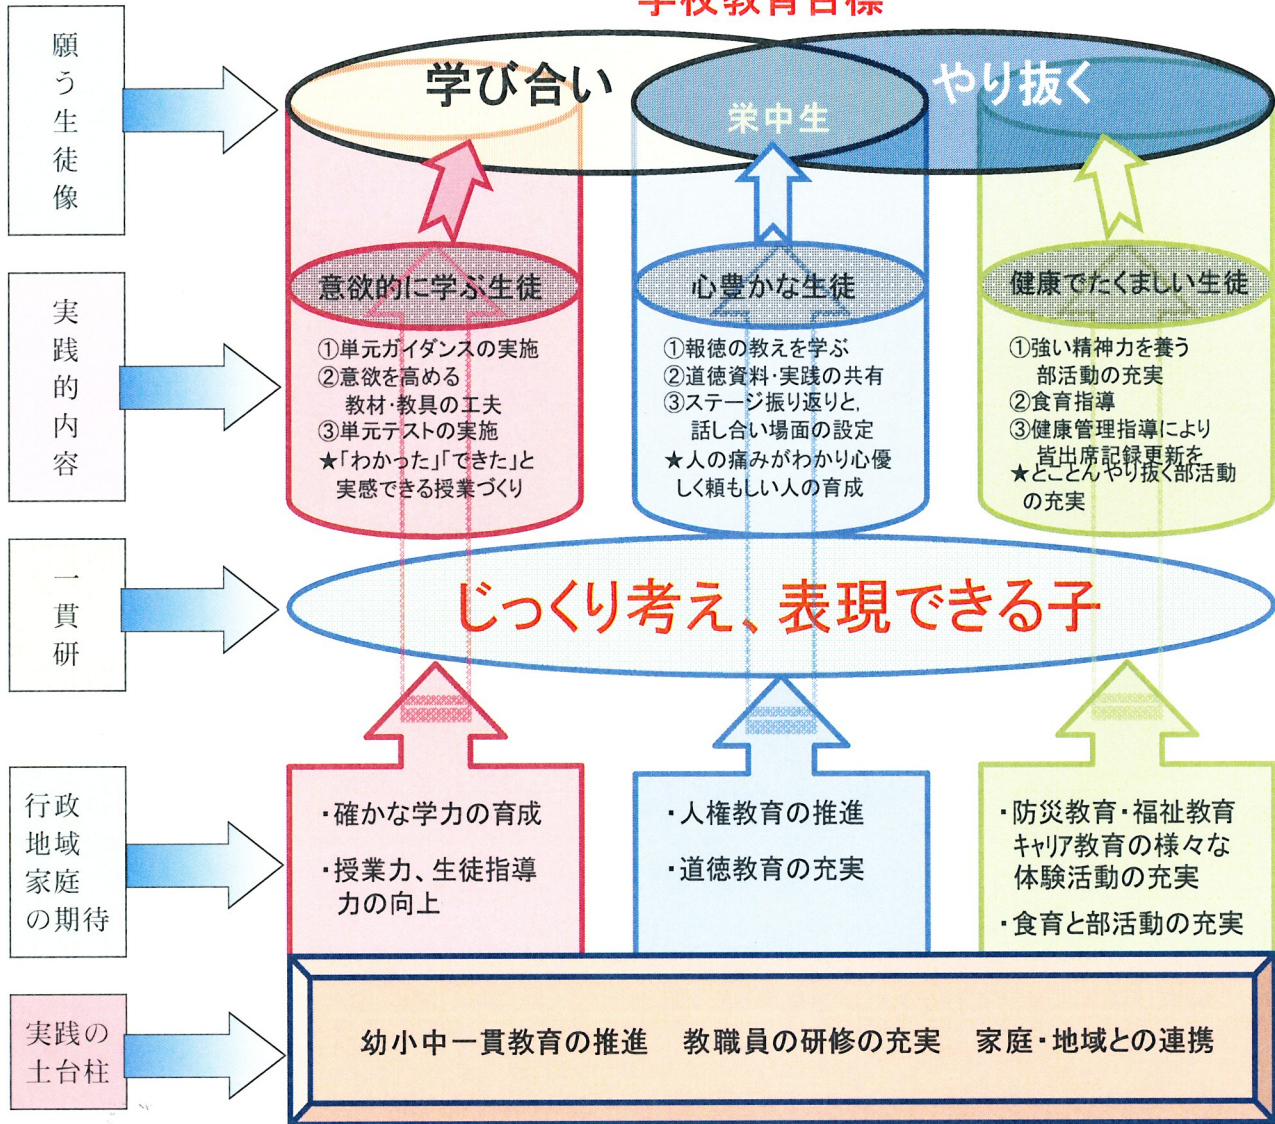 学校教育目標
願う生徒像
学び合い
やり抜く
栄中生
実践的内容
意欲的に学ぶ生徒
①単元ガイダンスの実施
②意欲を高める
教材・教具の工夫
③単元テストの実施
★「わかった」「できた」と
実感できる授業づくり
心豊かな生徒
①報徳の教えを学ぶ
②道徳資料・実践の共有
③ステージ振り返りと,
話し合い場面の設定
★人の痛みがわかり心優
しく頼もしい人の育成
健康でたくましい生徒
①強い精神力を養う
部活動の充実
②食育指導
③健康管理指導により
皆出席記録更新を
★とことんやり抜く部活動
の充実
一貫研
じっくり考え、表現できる子
行政
地域
家庭
の期待
・確かな学力の育成
・授業力、生徒指導
力の向上
・人権教育の推進
・道徳教育の充実
・防災教育・福祉教育
キャリア教育の様々な
体験活動の充実
・食育と部活動の充実
実践の
土台柱
幼小中一貫教育の推進 教職員の研修の充実 家庭・地域との連携